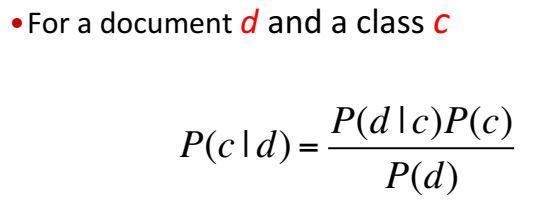 •For a document d and a class c
P(c|d) = P(d|c)P(c) / P(d)